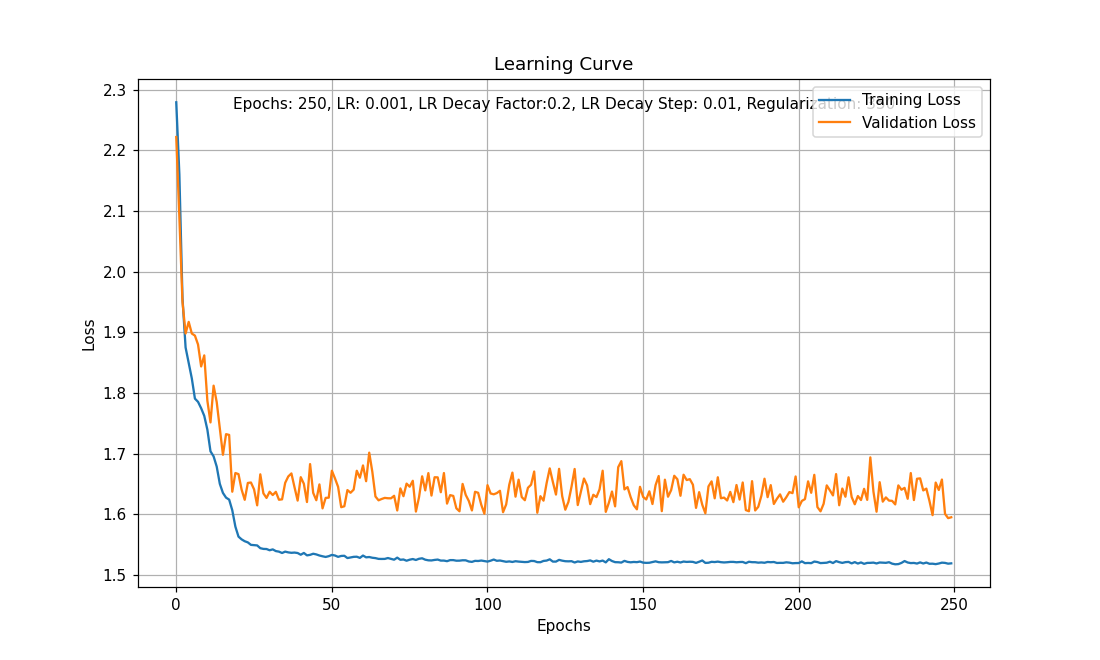 Learning Curve
Epochs: 250, LR: 0.001, LR Decay Factor:0.2, LR Decay Step: 0.01, Regularization:
Training Loss
Validation Loss
2.3
2.2
2.1
2.0
1.9
1.8
1.7
1.6
1.5
Loss
0 50 100 150 200 250
Epochs